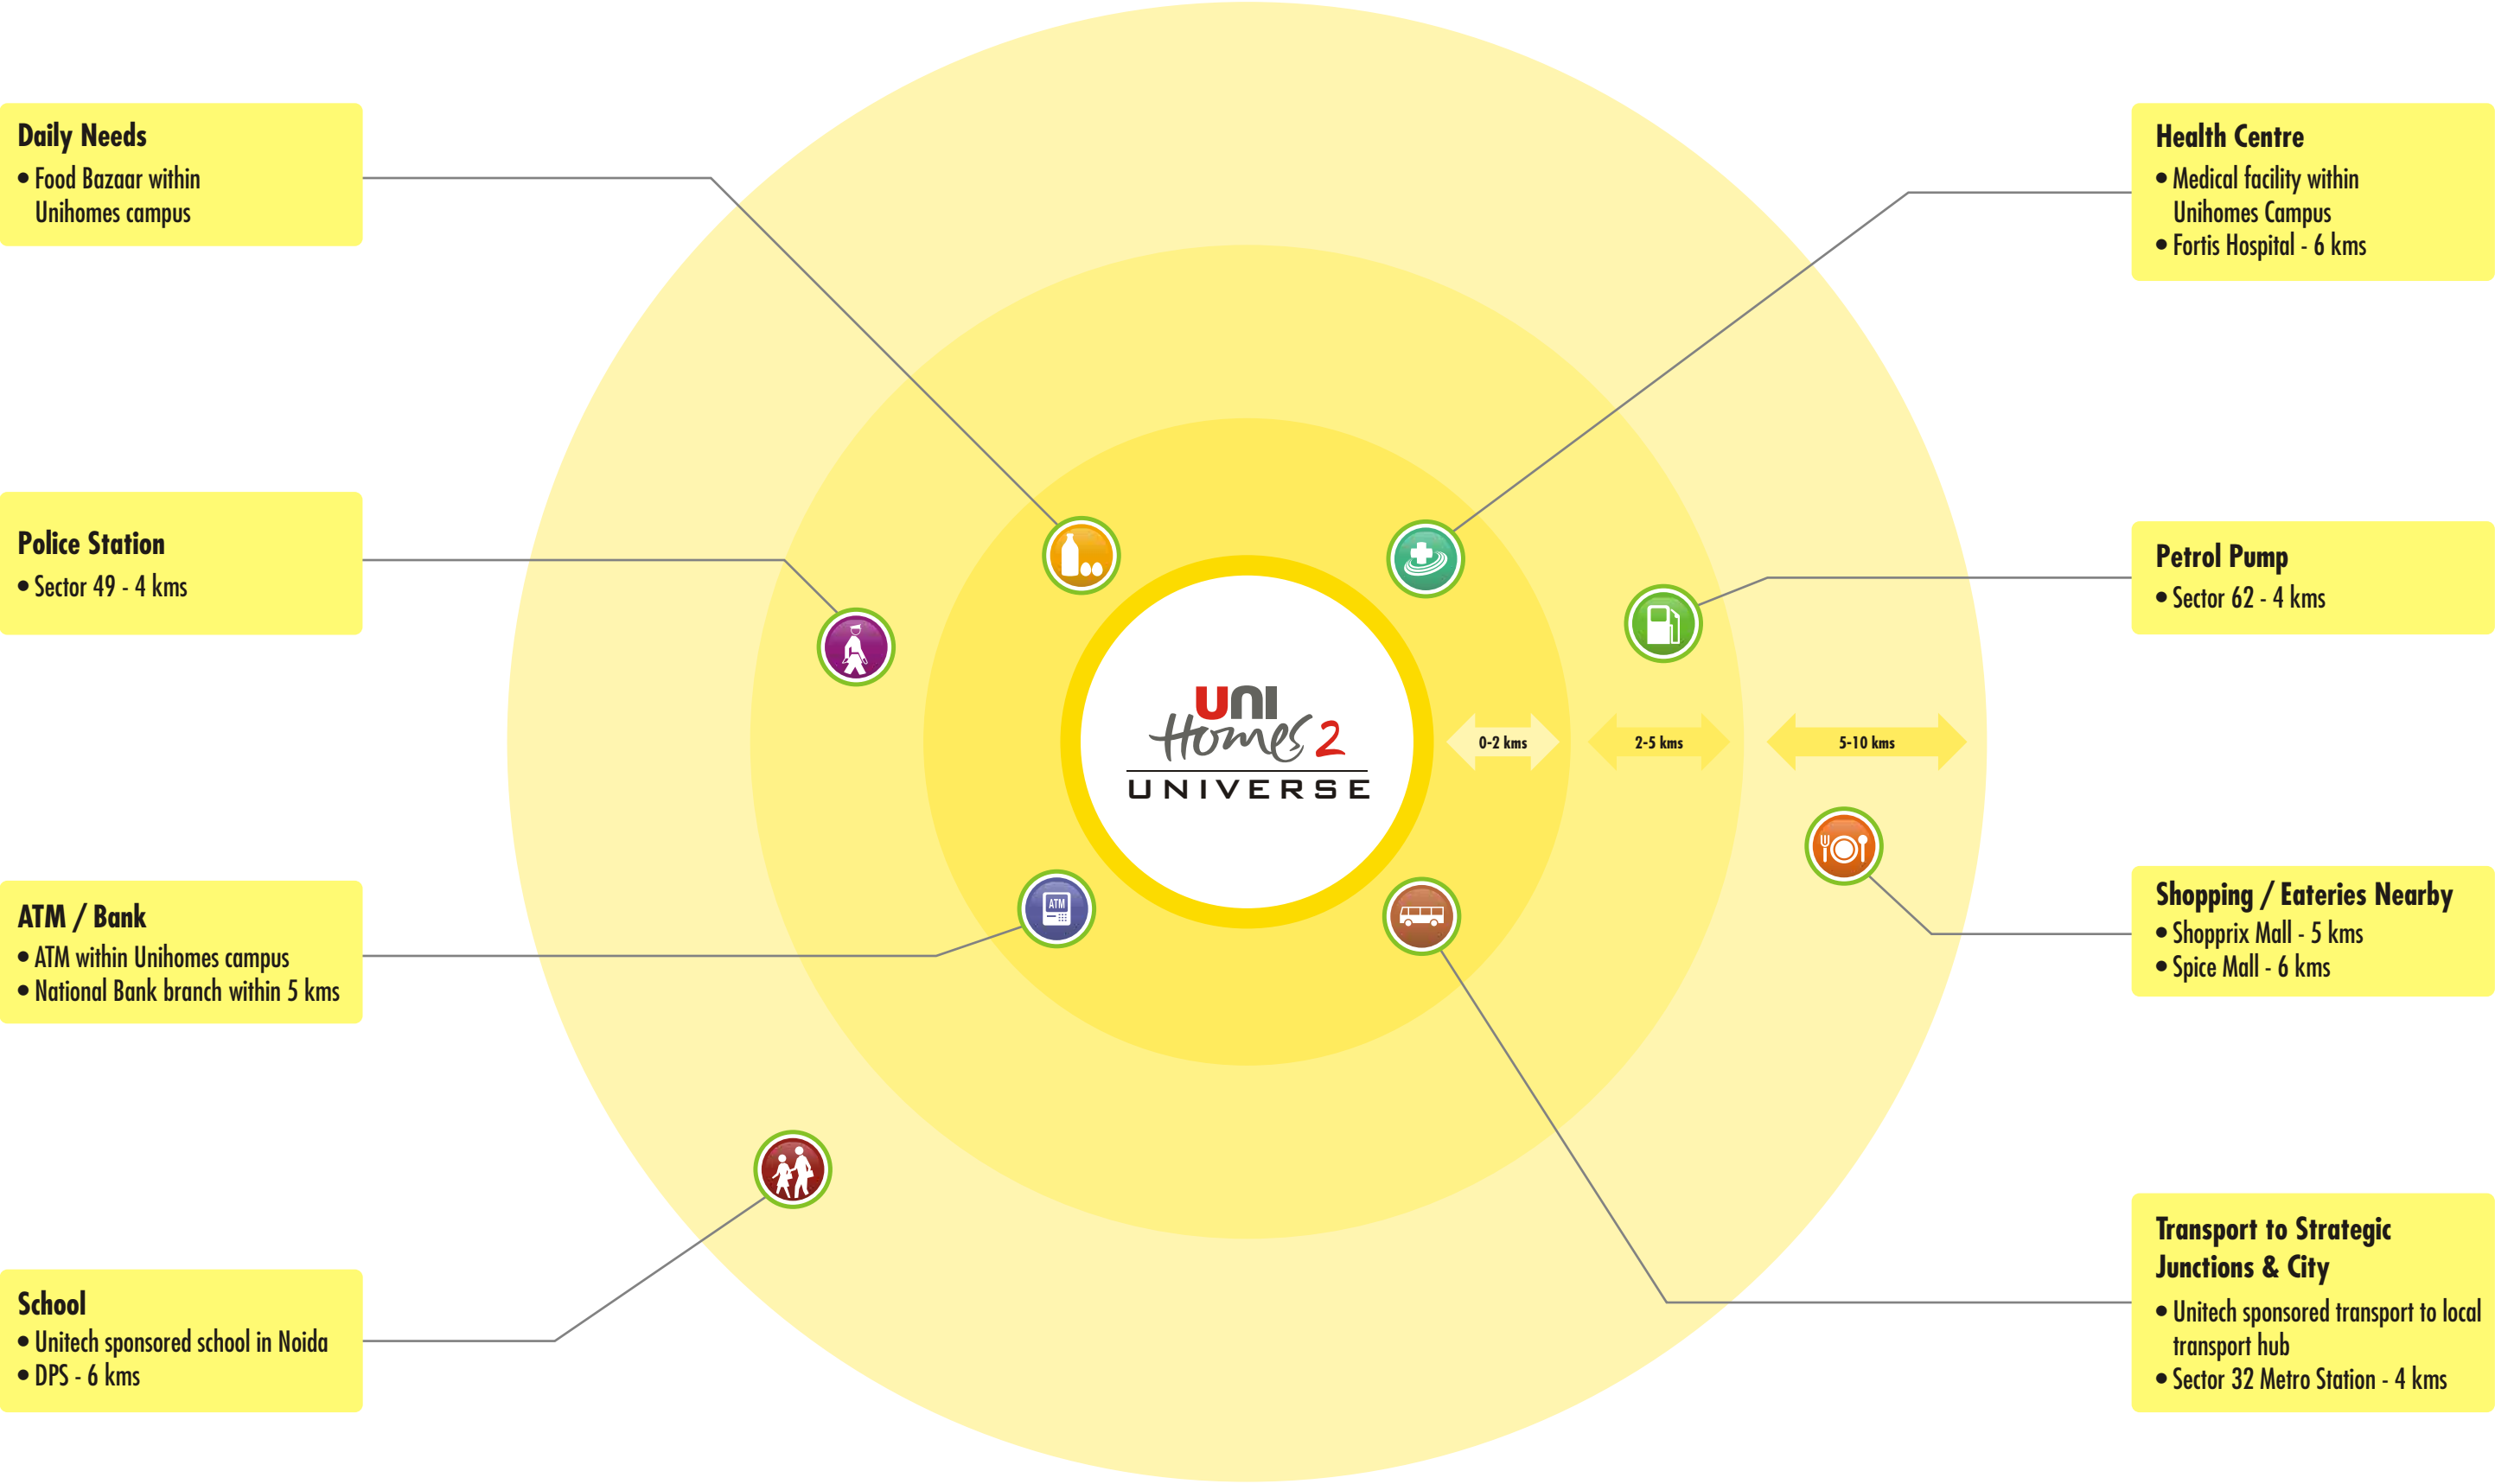 Daily Needs
• Food Bazaar within
Unihomes campus
Police Station
• Sector 49 - 4 kms
ATM / Bank
• ATM within Unihomes campus
• National Bank branch within 5 kms
School
• Unitech sponsored school in Noida
• DPS - 6 kms
ATM
UNI
Homes 2
UNIVERSE
0-2 kms
2-5 kms
5-10 kms
Health Centre
• Medical facility within
Unihomes Campus
• Fortis Hospital - 6 kms
Petrol Pump
• Sector 62 - 4 kms
Shopping / Eateries Nearby
• Shopprix Mall - 5 kms
• Spice Mall - 6 kms
Transport to Strategic
Junctions & City
• Unitech sponsored transport to local
transport hub
• Sector 32 Metro Station - 4 kms